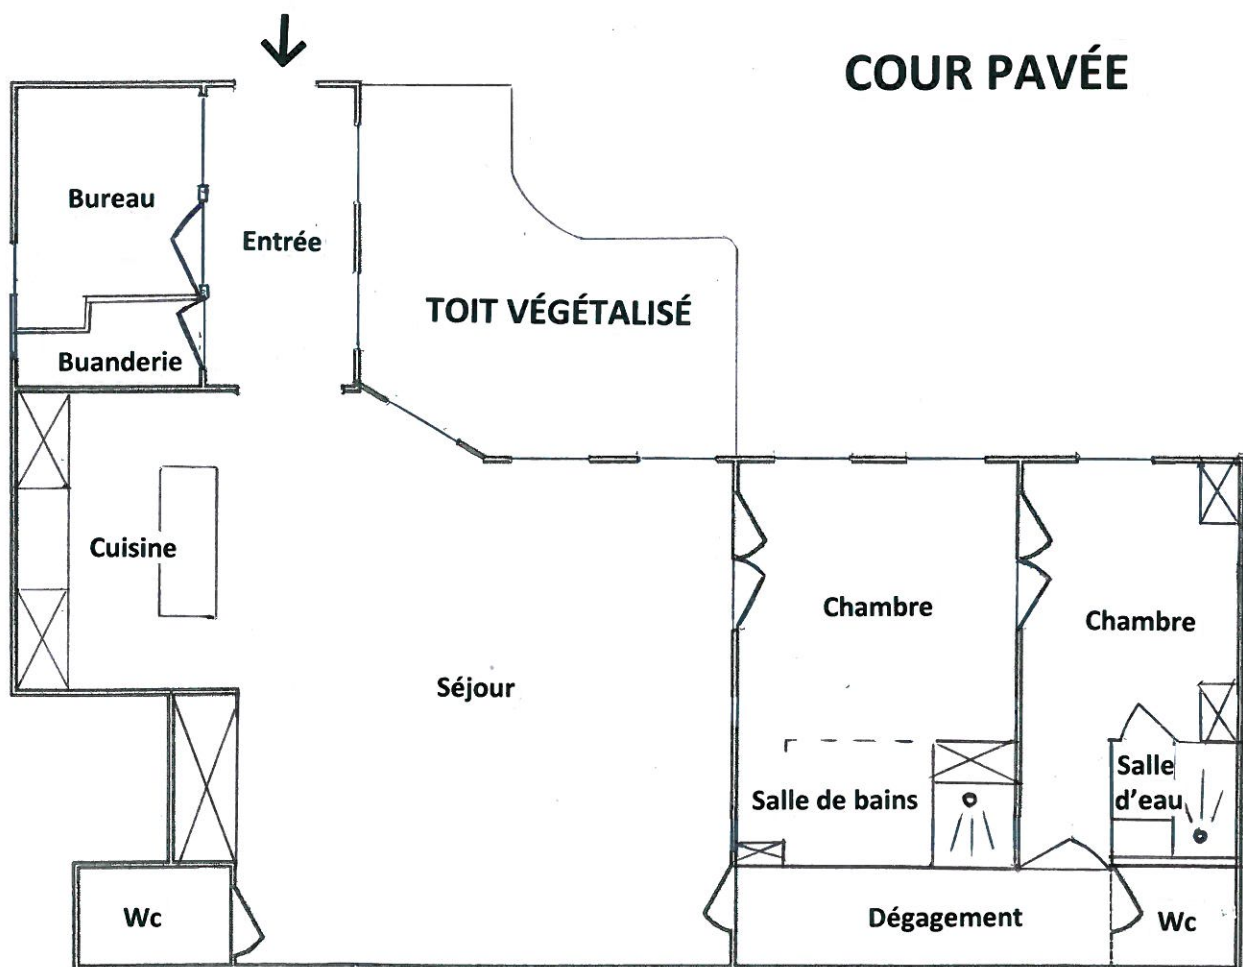 COUR PAVÉE
Bureau
Entrée
TOIT VÉGÉTALISÉ
Buanderie
Cuisine
Chambre
Chambre
Séjour
Salle
d'eau
Salle de bains
Wc
Dégagement
Wc